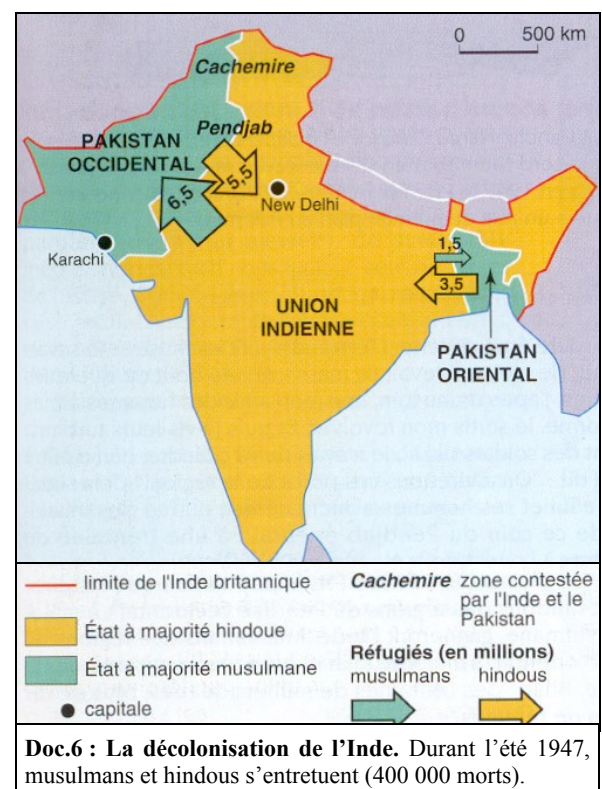 0 500 km
Cachemire
Pendjab
PAKISTAN
OCCIDENTAL
6,5
5,5
New Delhi
Karachi
1,5
3,5
UNION
INDIENNE
PAKISTAN
ORIENTAL
limite de l'Inde britannique
État à majorité hindoue
État à majorité musulmane
capitale
Cachemire zone contestée
par l'Inde et le
Pakistan
Réfugiés (en millions)
musulmans hindous
Doc.6 : La décolonisation de l'Inde. Durant l'été 1947,
musulmans et hindous s'entretuent (400 000 morts).